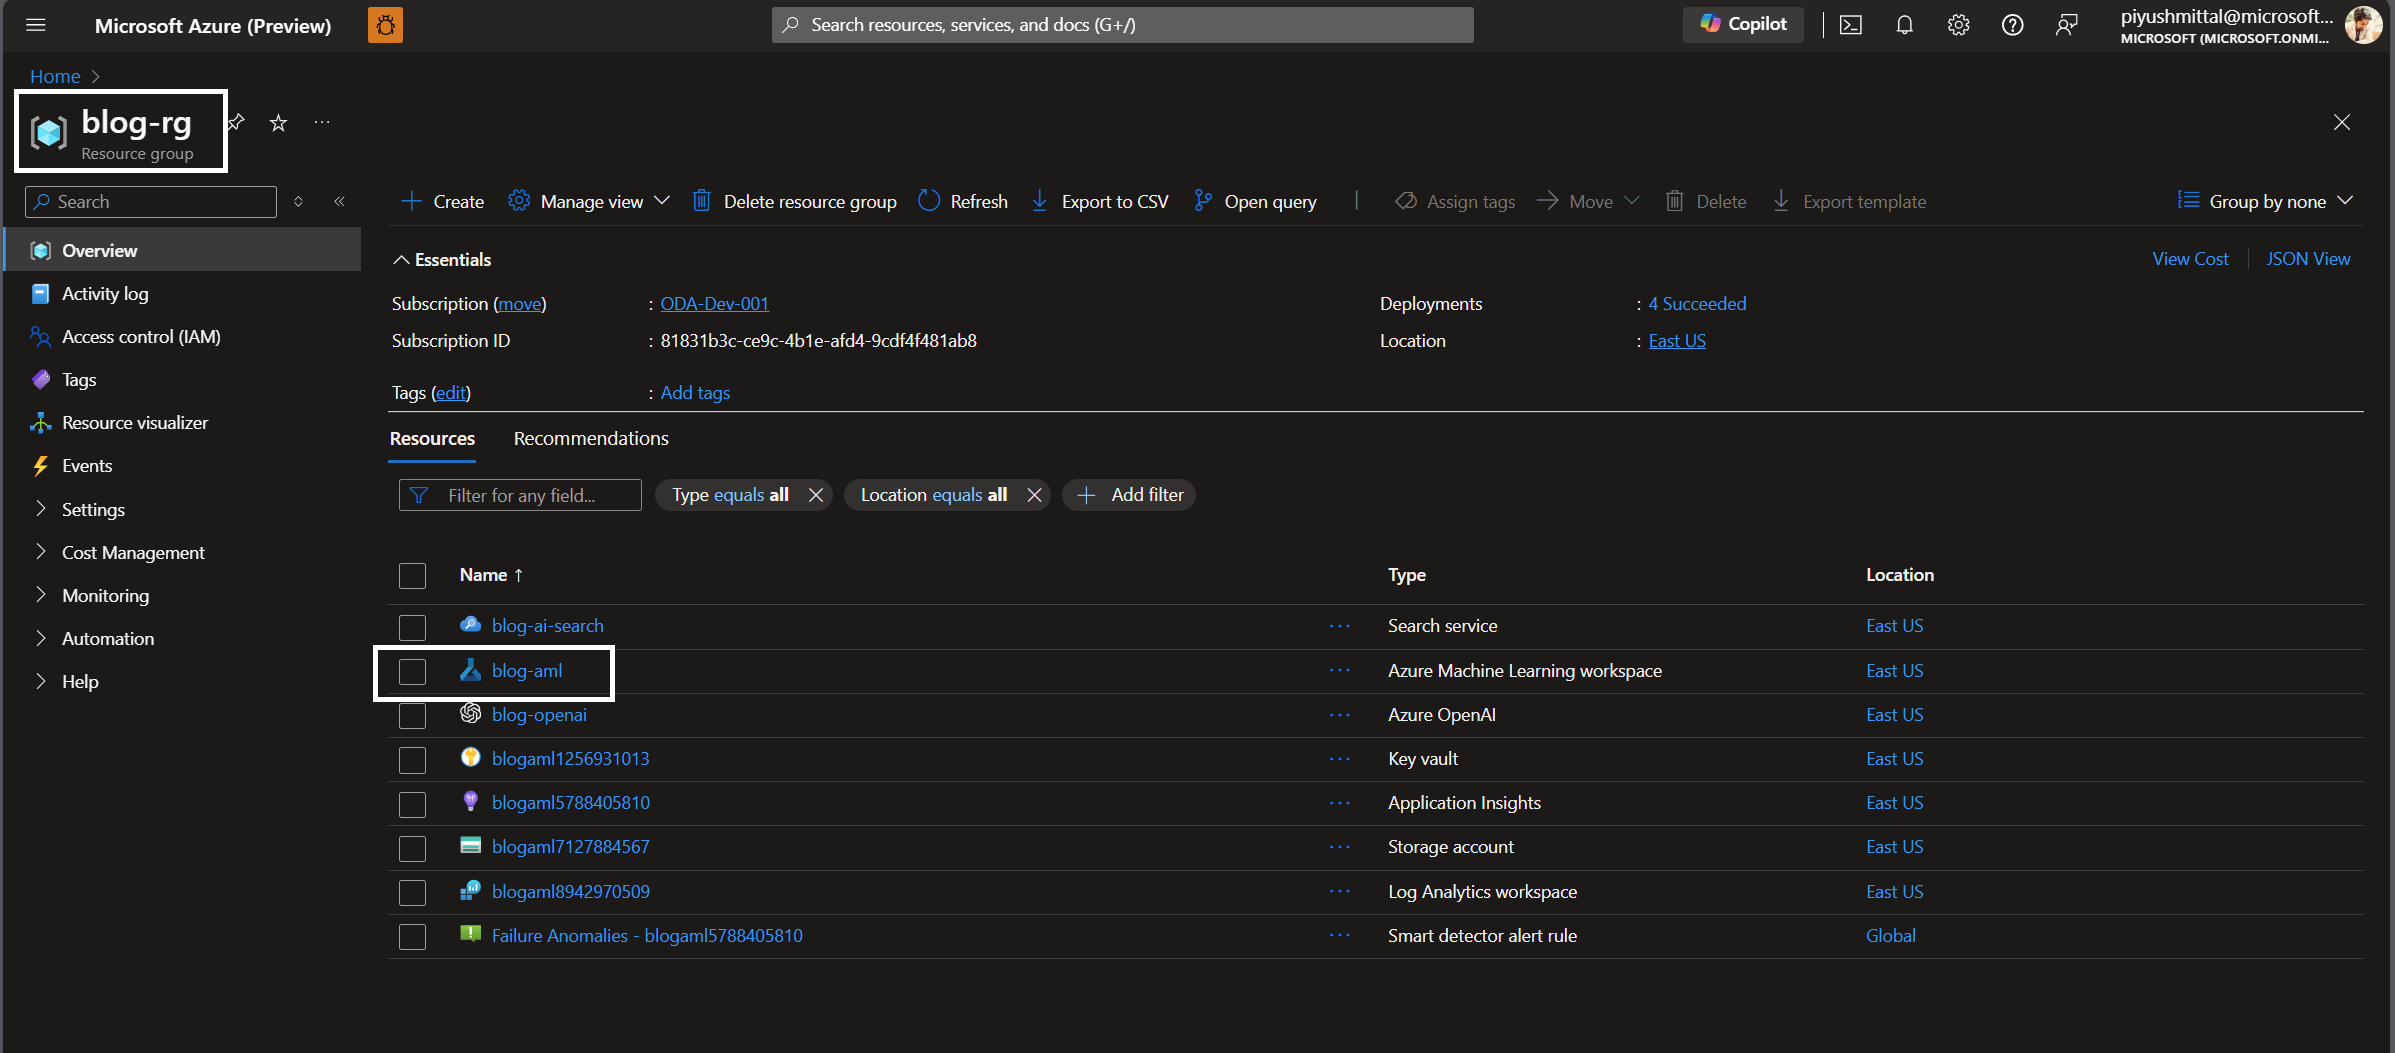 Microsoft Azure (Preview)
Search resources, services, and docs (G+/)
Copilot
piyushmittal@microsoft...
MICROSOFT (MICROSOFT.ONMI...
Home
blog-rg
Resource group
Search
Create
Manage view
Delete resource group
Refresh
Export to CSV
Open query
Assign tags
Move
Delete
Export template
Group by none
Overview
Activity log
Access control (IAM)
Tags
Resource visualizer
Events
Settings
Cost Management
Monitoring
Automation
Help
Essentials
View Cost
JSON View
Subscription (move) : ODA-Dev-001
Deployments : 4 Succeeded
Subscription ID : 81831b3c-ce9c-4b1e-afd4-9cdf4f481ab8
Location : East US
Tags (edit) : Add tags
Resources
Recommendations
Filter for any field...
Type equals all
Location equals all
Add filter
Name ↑ Type Location
blog-ai-search ... Search service East US
blog-aml ... Azure Machine Learning workspace East US
blog-openai ... Azure OpenAI East US
blogaml1256931013 ... Key vault East US
blogaml5788405810 ... Application Insights East US
blogaml7127884567 ... Storage account East US
blogaml8942970509 ... Log Analytics workspace East US
Failure Anomalies - blogaml5788405810 ... Smart detector alert rule Global